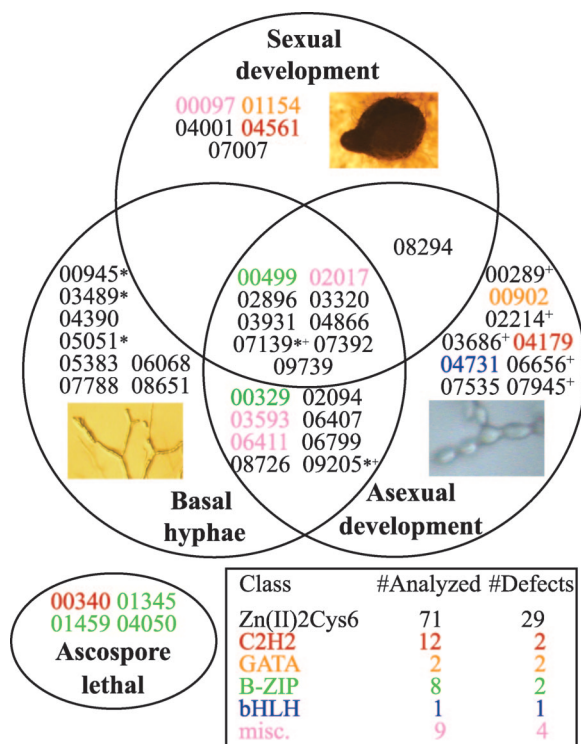 Sexual
development
00097 01154
04001 04561
07007
08294
00945*
03489*
04390
05051*
05383 06068
07788 08651
00499 02017
02896 03320
03931 04866
07139*+ 07392
09739
00289+
00902
02214+
03686+ 04179
04731 06656+
07535 07945+
00329 02094
03593 06407
06411 06799
08726 09205*+
Basal
hyphae
Asexual
development
00340 01345
01459 04050
Ascospore
lethal
Class #Analyzed #Defects
Zn(II)2Cys6 71 29
C2H2 12 2
GATA 2 2
B-ZIP 8 2
bHLH 1 1
misc. 9 4